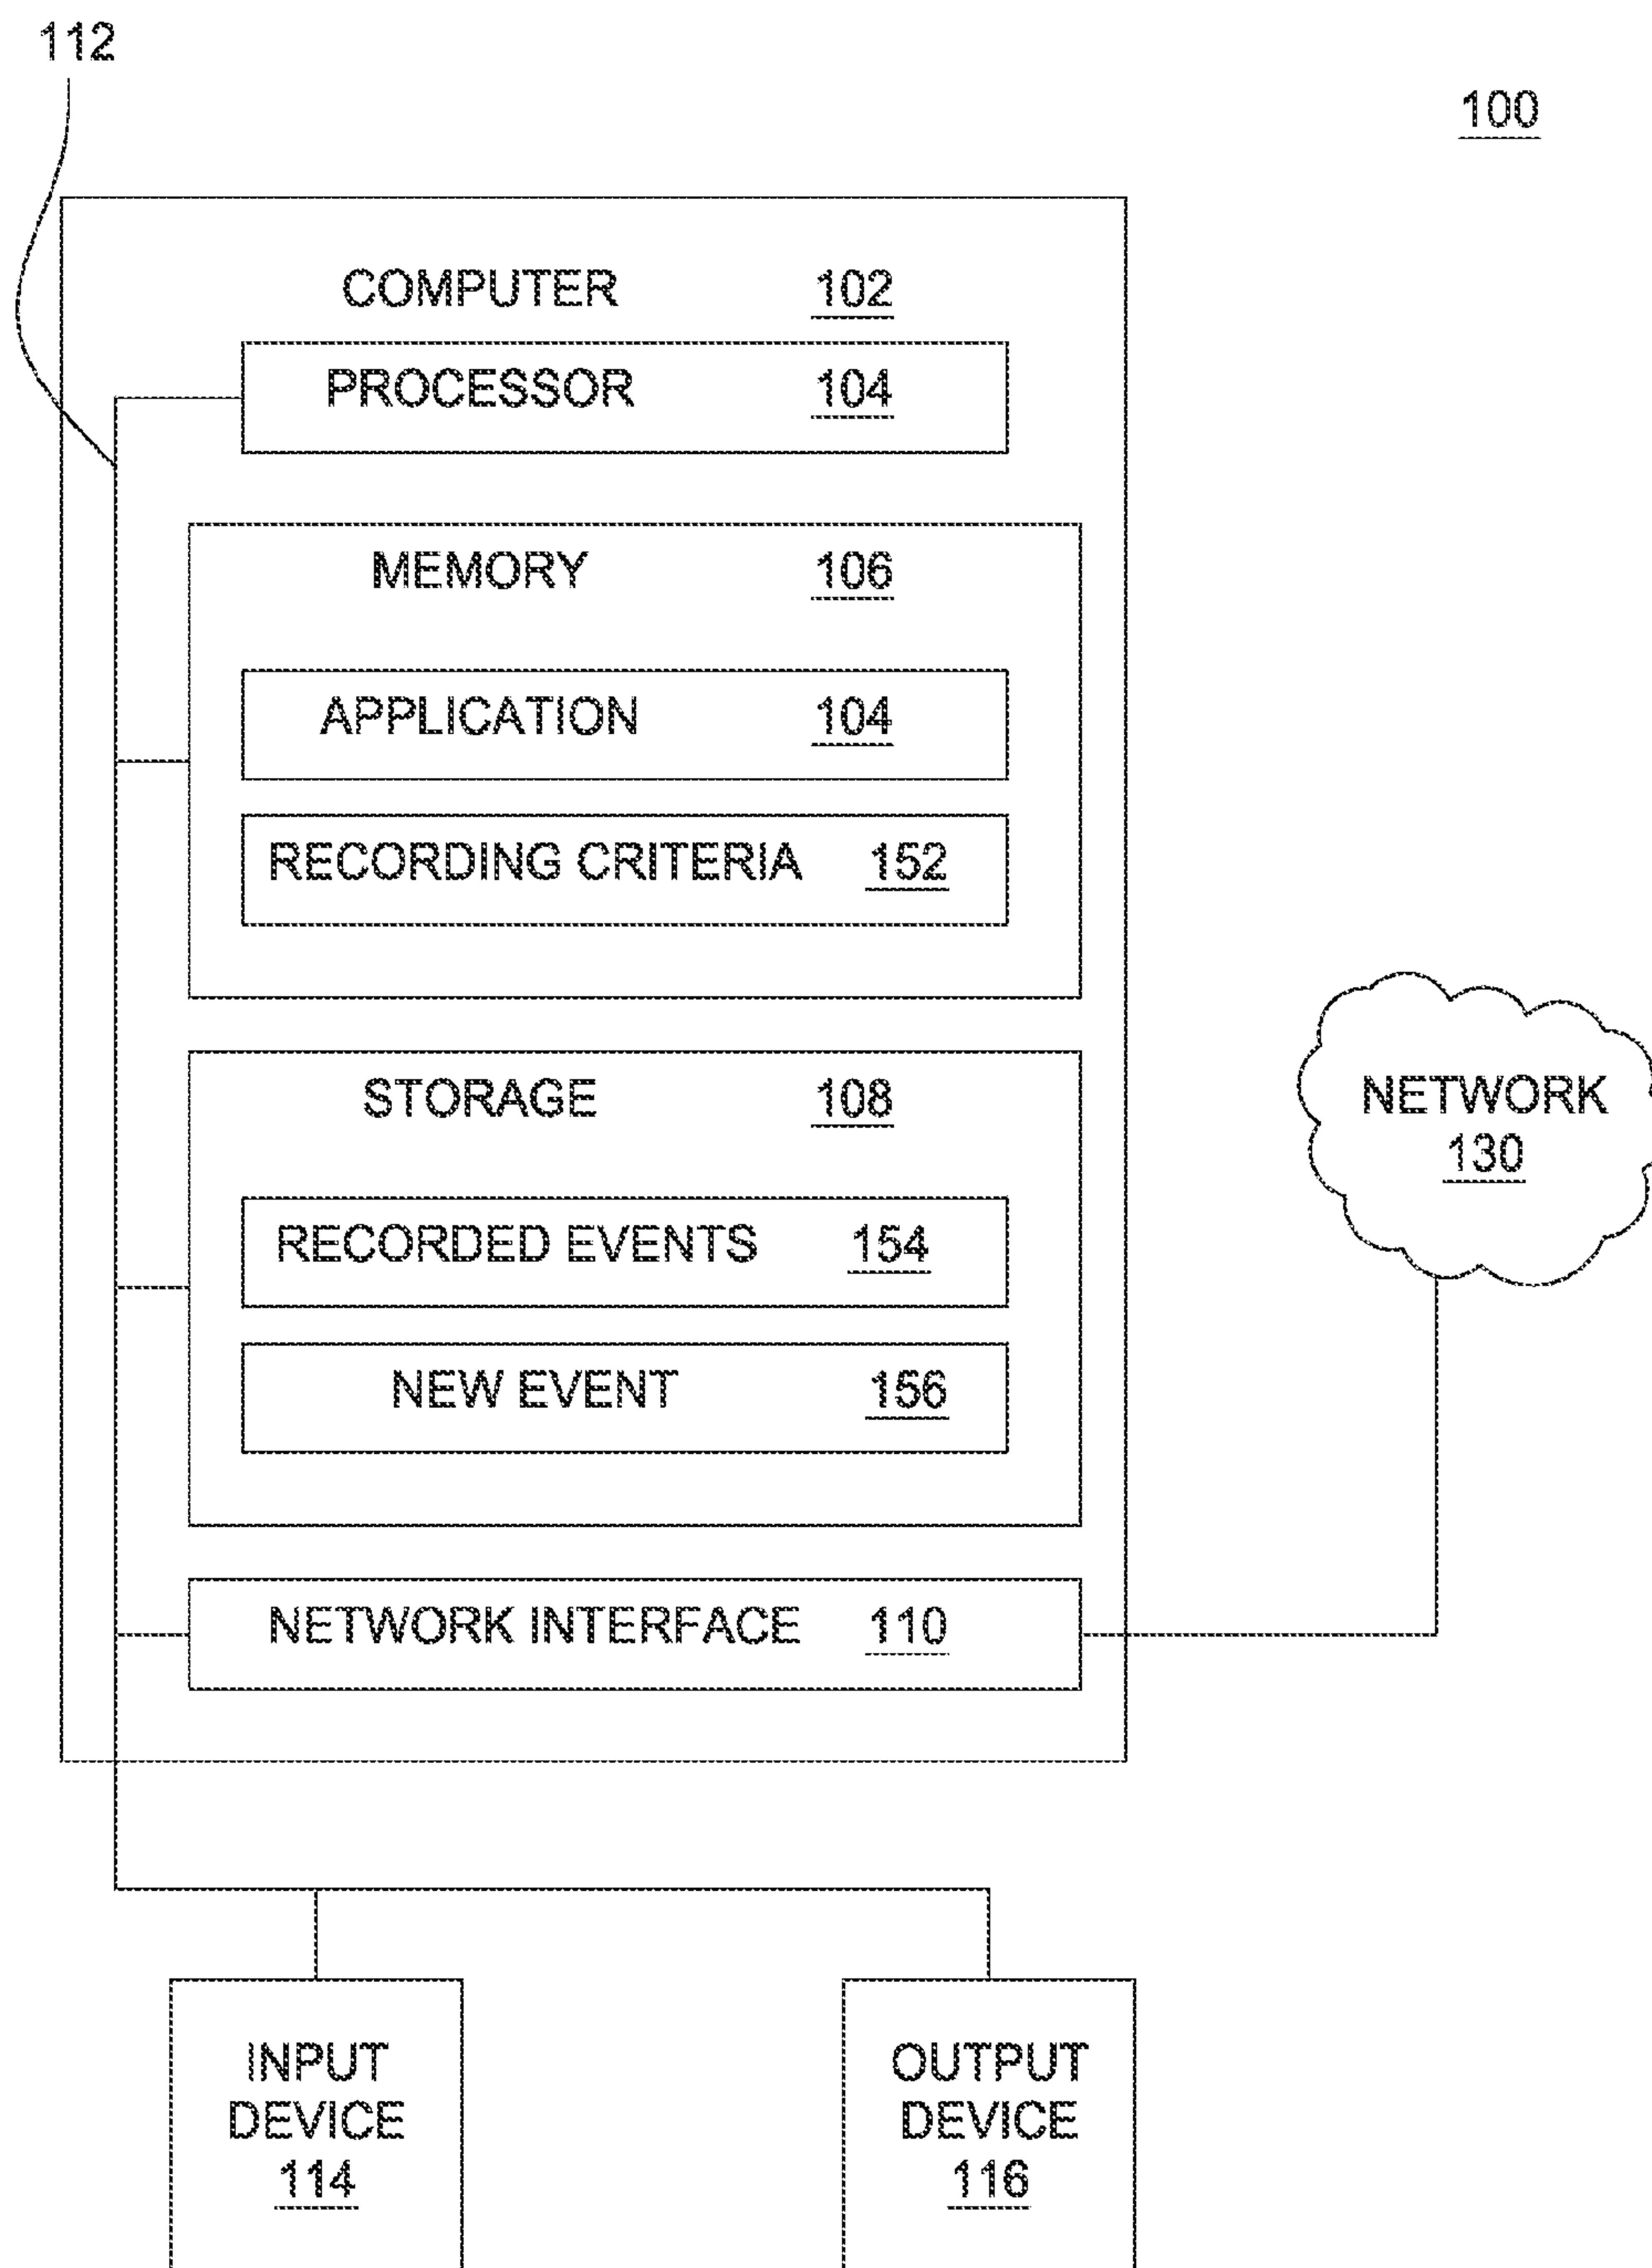 112
100
COMPUTER 102
PROCESSOR 104
MEMORY 106
APPLICATION 104
RECORDING CRITERIA 152
STORAGE 108
RECORDED EVENTS 154
NEW EVENT 156
NETWORK INTERFACE 110
NETWORK
130
INPUT
DEVICE
114
OUTPUT
DEVICE
116